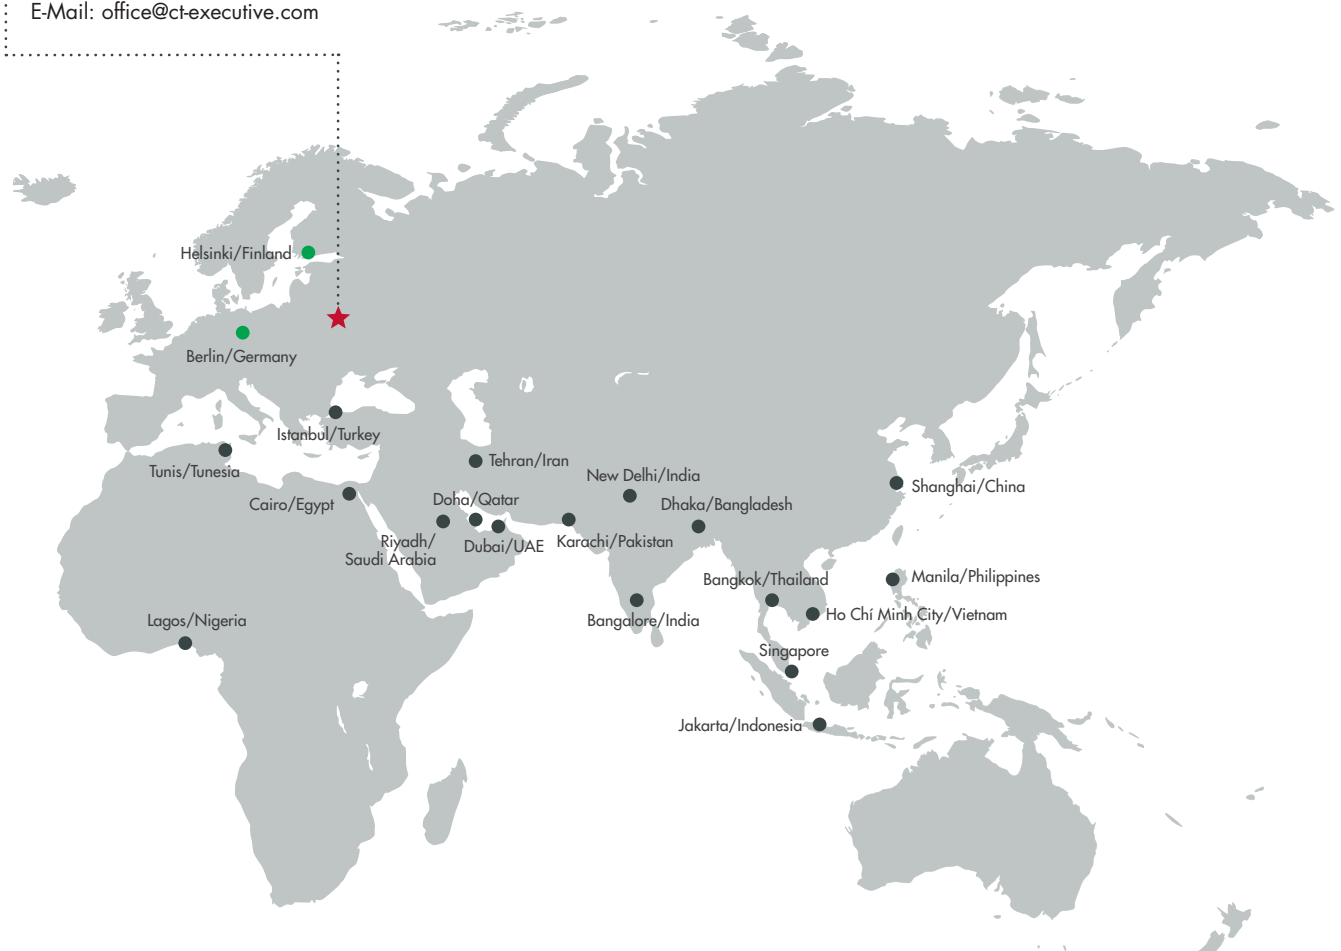 E-Mail: office@ct-executive.com
Helsinki/Finland
Berlin/Germany
Istanbul/Turkey
Tunis/Tunesia
Tehran/Iran
New Delhi/India
Shanghai/China
Cairo/Egypt
Doha/Qatar
Dhaka/Bangladesh
Riyadh/
Saudi Arabia
Dubai/UAE
Karachi/Pakistan
Bangkok/Thailand
Manila/Philippines
Lagos/Nigeria
Bangalore/India
Ho Chí Minh City/Vietnam
Singapore
Jakarta/Indonesia